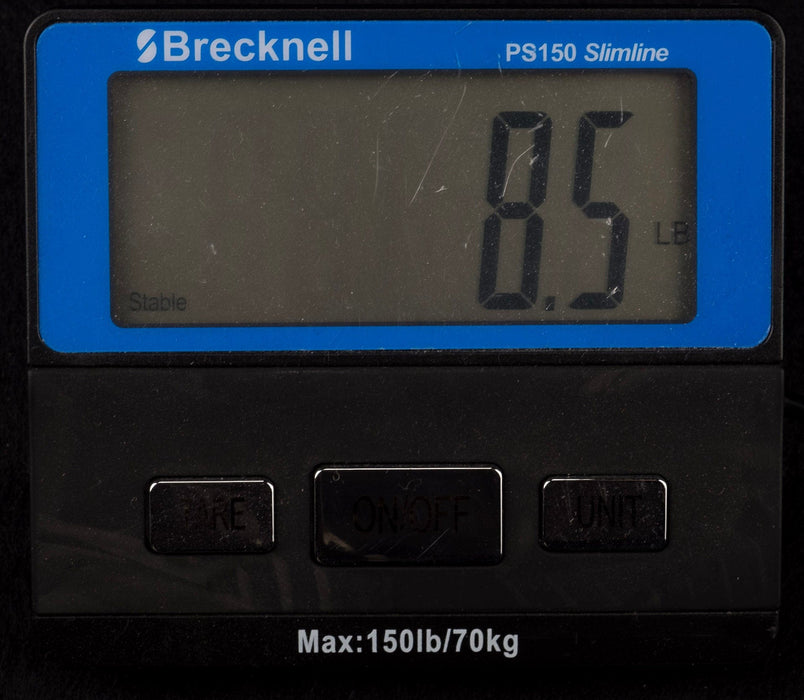 Brecknell
PS150 Slimline
8.5 LB
Stable
TARE
ON/OFF
UNIT
Max:150lb/70kg